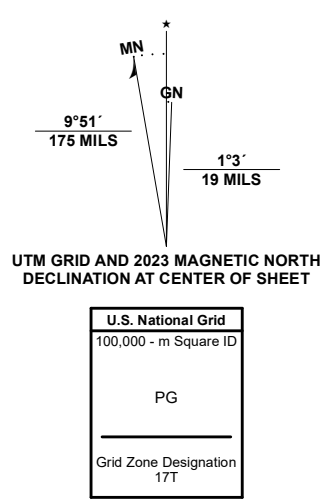 MN
GN
9°51´
175 MILS
1°3´
19 MILS
UTM GRID AND 2023 MAGNETIC NORTH
DECLINATION AT CENTER OF SHEET
U.S. National Grid
100,000 - m Square ID
PG
Grid Zone Designation
17T